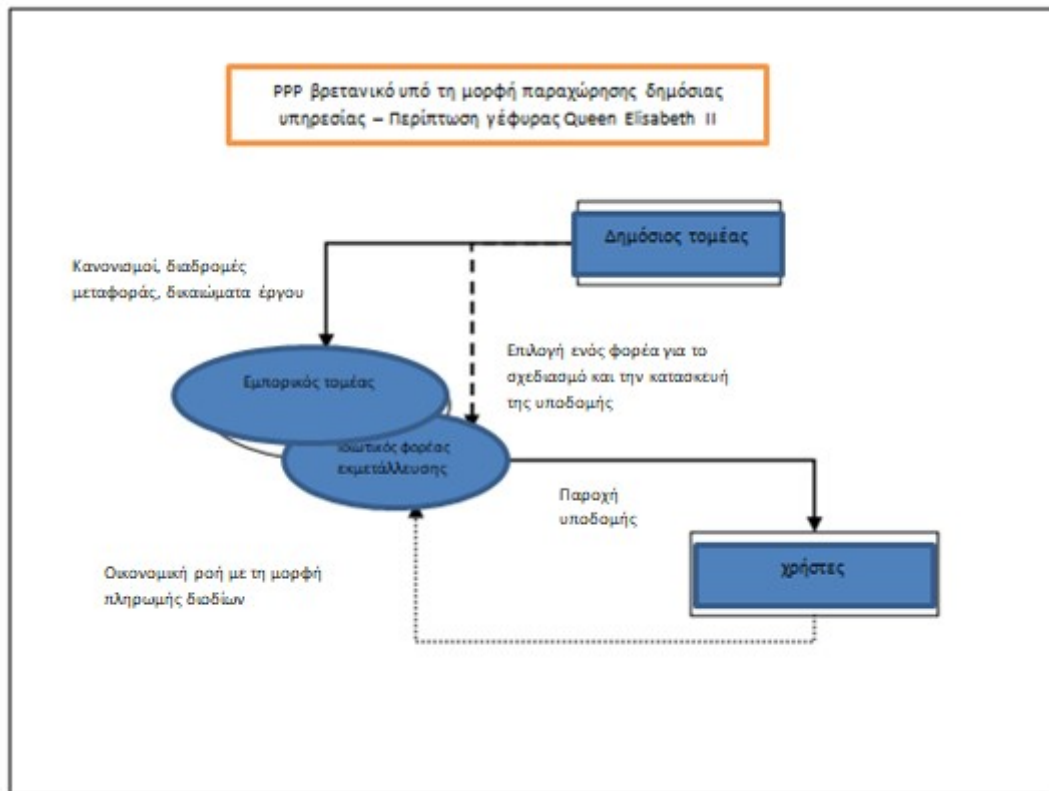 PPP βρετανικό υπό τη μορφή παραχώρησης δημόσιας
υπηρεσίας – Περίπτωση γέφυρας Queen Elisabeth II
Δημόσιος τομέας
Κανονισμοί, διαδρομές
μεταφοράς, δικαιώματα έργου
Επιλογή ενός φορέα για το
σχεδιασμό και την κατασκευή
της υποδομής
Εμπορικός τομέας
Ιδιωτικός φορέας
εκμετάλλευσης
Παροχή
υποδομής
χρήστες
Οικονομική ροή με τη μορφή
πληρωμής διοδίων